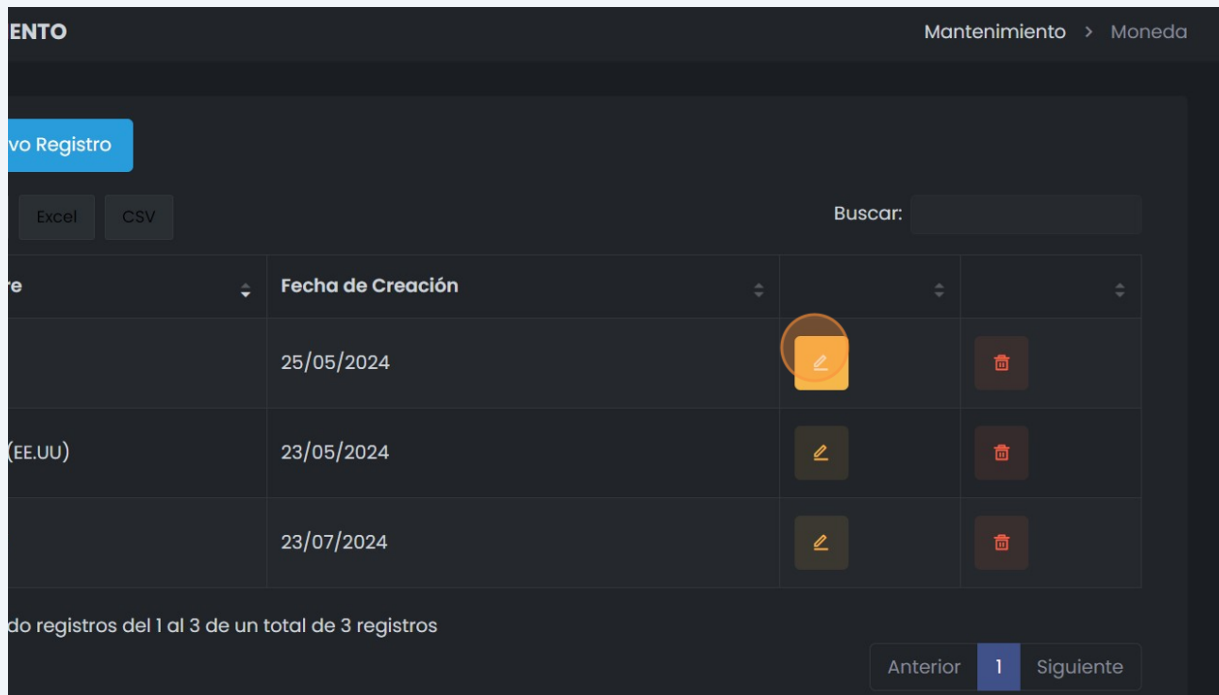 ENTO
Mantenimiento > Moneda
vo Registro
Excel CSV
Buscar:
re Fecha de Creación
25/05/2024
(EE.UU) 23/05/2024
23/07/2024
do registros del 1 al 3 de un total de 3 registros
Anterior 1 Siguiente